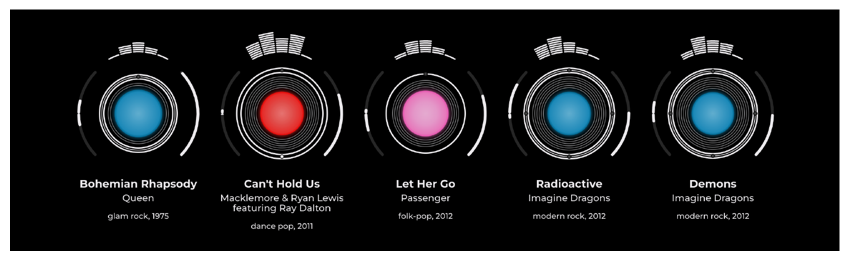 Bohemian Rhapsody
Queen
glam rock, 1975
Can't Hold Us
Macklemore & Ryan Lewis
featuring Ray Dalton
dance pop, 2011
Let Her Go
Passenger
folk-pop, 2012
Radioactive
Imagine Dragons
modern rock, 2012
Demons
Imagine Dragons
modern rock, 2012